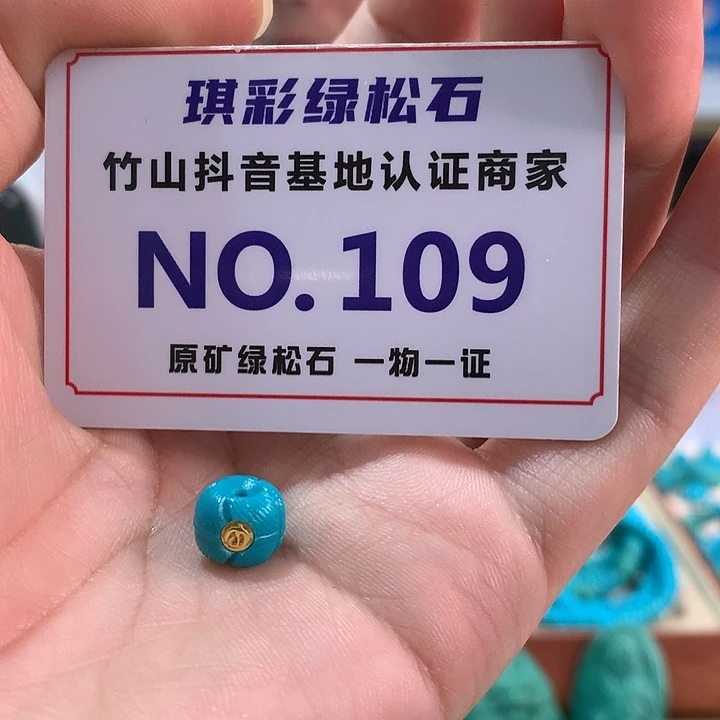 琪彩绿松石
竹山抖音基地认证商家
NO.109
原矿绿松石 一物一证